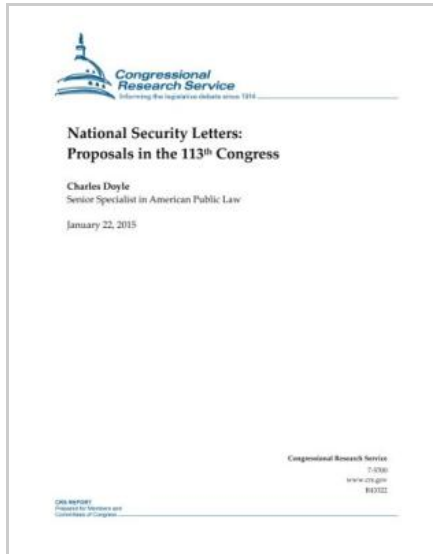 Congressional
Research Service
Informing the legislative debate since 1914
National Security Letters:
Proposals in the 113th Congress
Charles Doyle
Senior Specialist in American Public Law
January 22, 2015
Congressional Research Service
7-5700
www.crs.gov
R43322
CRS REPORT
Prepared for Members and
Committees of Congress